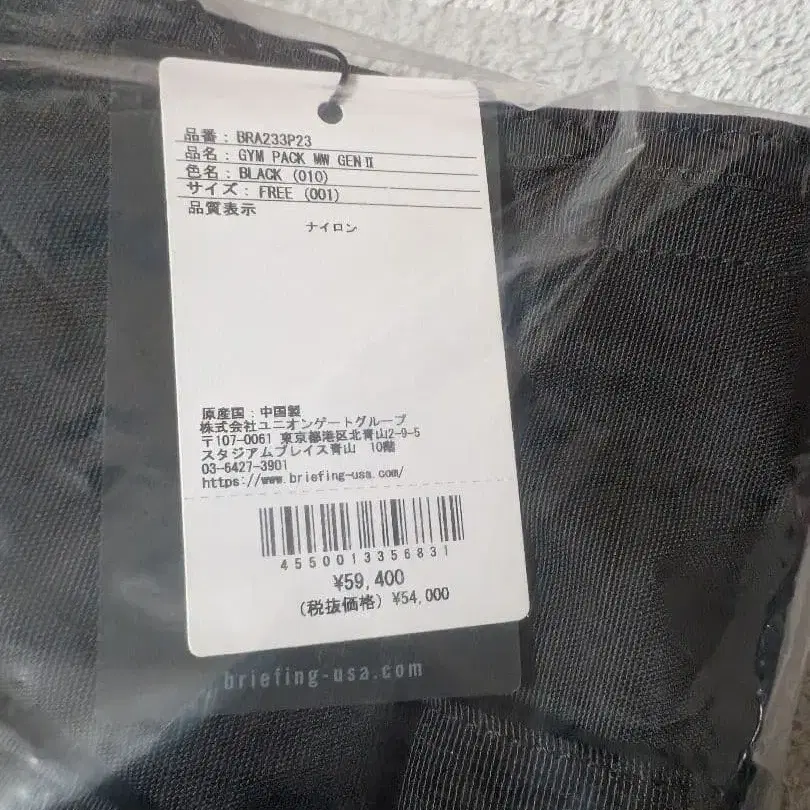 品番：BRA233P23
品名：GYM PACK MW GENⅡ
色名：BLACK (010)
サイズ：FREE (001)
品質表示
ナイロン
原産国：中国製
株式会社ユニオンゲートグループ
〒107-0061 東京都港区北青山2-9-5
スタジアムプレイス青山 10階
03-6427-3901
https://www.briefing-usa.com/
4550013356831
¥59,400
(税抜価格) ¥54,000
briefing-usa.com